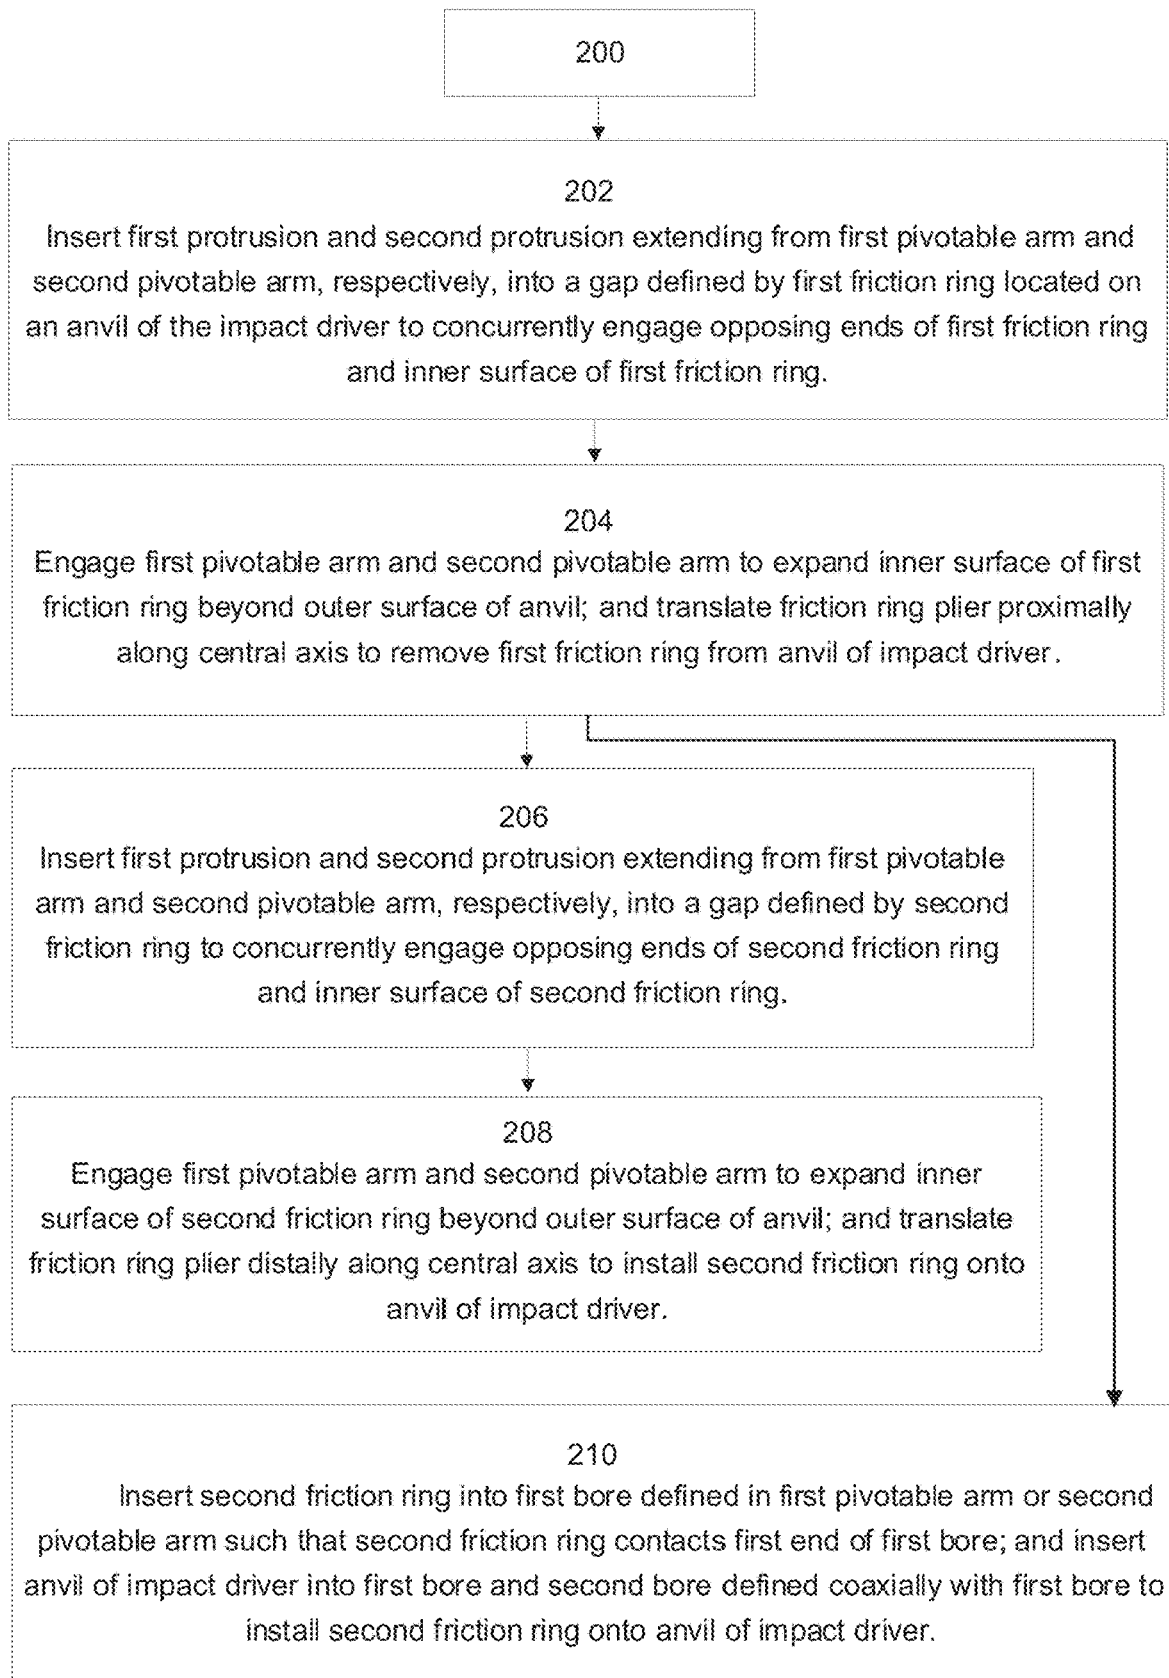 200
202
Insert first protrusion and second protrusion extending from first pivotable arm and
second pivotable arm, respectively, into a gap defined by first friction ring located on
an anvil of the impact driver to concurrently engage opposing ends of first friction ring
and inner surface of first friction ring.
204
Engage first pivotable arm and second pivotable arm to expand inner surface of first
friction ring beyond outer surface of anvil; and translate friction ring plier proximally
along central axis to remove first friction ring from anvil of impact driver.
206
Insert first protrusion and second protrusion extending from first pivotable
arm and second pivotable arm, respectively, into a gap defined by second
friction ring to concurrently engage opposing ends of second friction ring
and inner surface of second friction ring.
208
Engage first pivotable arm and second pivotable arm to expand inner
surface of second friction ring beyond outer surface of anvil; and translate
friction ring plier distally along central axis to install second friction ring onto
anvil of impact driver.
210
Insert second friction ring into first bore defined in first pivotable arm or second
pivotable arm such that second friction ring contacts first end of first bore; and insert
anvil of impact driver into first bore and second bore defined coaxially with first bore to
install second friction ring onto anvil of impact driver.